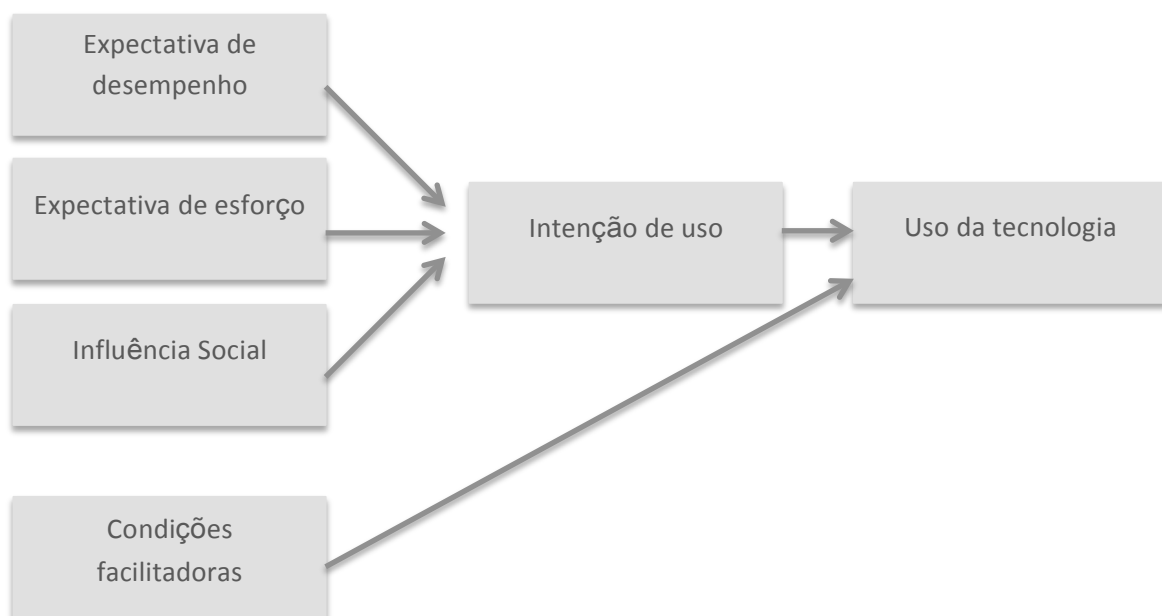 Expectativa de
desempenho
Expectativa de esforço
Intenção de uso
Uso da tecnologia
Influência Social
Condições
facilitadoras